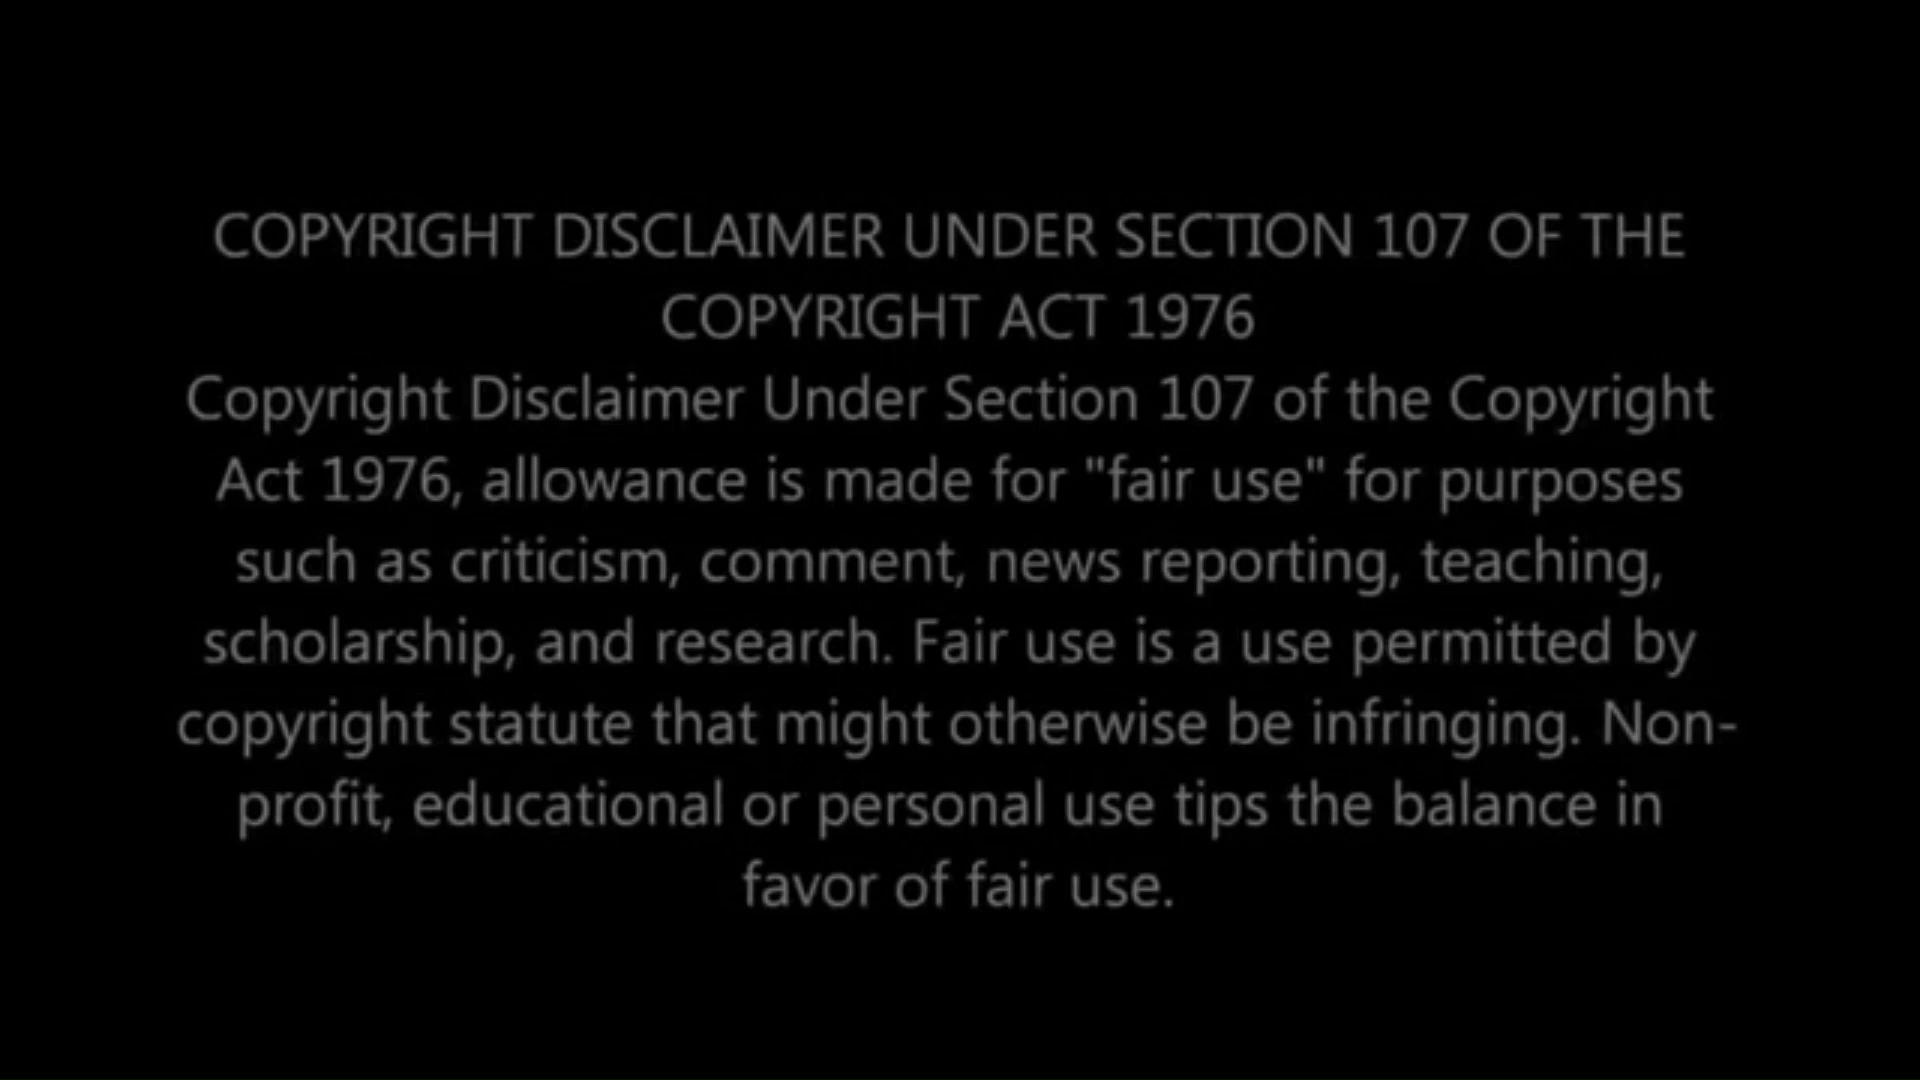 COPYRIGHT DISCLAIMER UNDER SECTION 107 OF THE
COPYRIGHT ACT 1976
Copyright Disclaimer Under Section 107 of the Copyright
Act 1976, allowance is made for "fair use" for purposes
such as criticism, comment, news reporting, teaching,
scholarship, and research. Fair use is a use permitted by
copyright statute that might otherwise be infringing. Non-
profit, educational or personal use tips the balance in
favor of fair use.